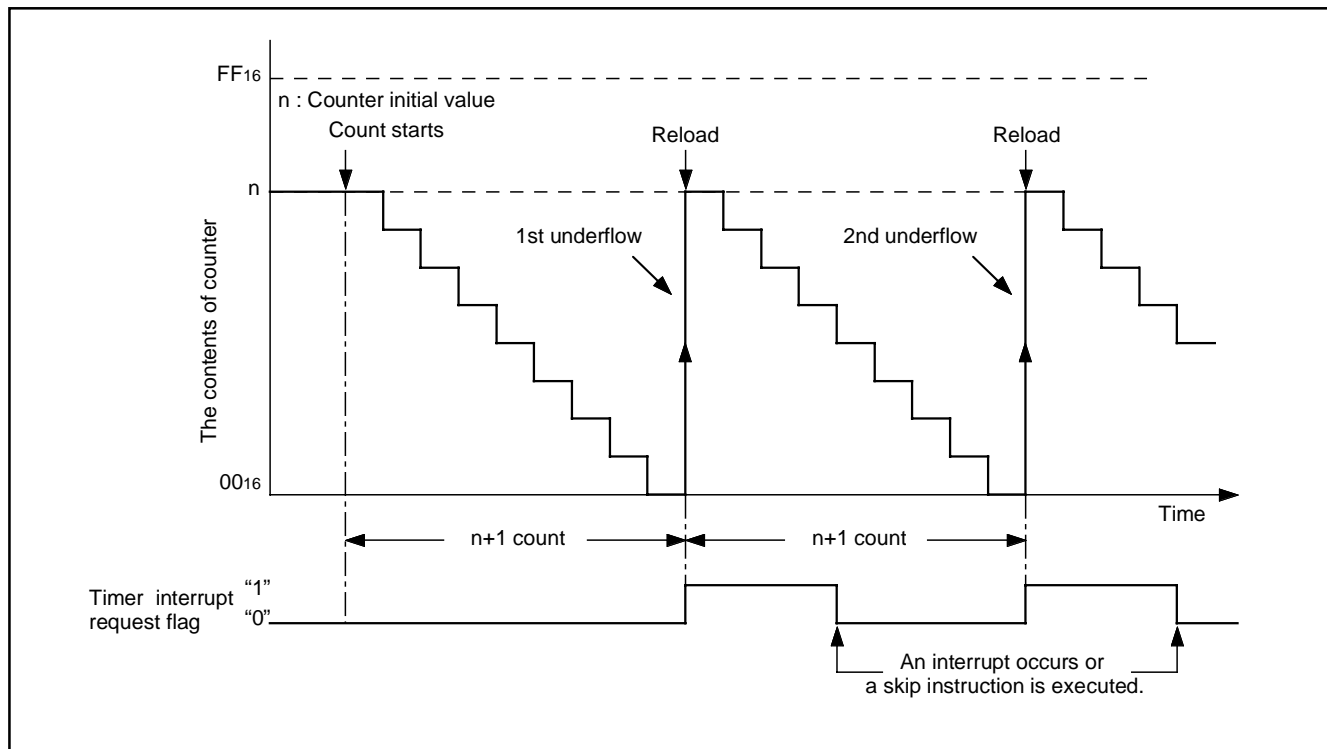 FF16
n : Counter initial value
Count starts
Reload
Reload
n
1st underflow
2nd underflow
The contents of counter
0016
Time
n+1 count
n+1 count
Timer interrupt
request flag
“1”
“0”
An interrupt occurs or
a skip instruction is executed.